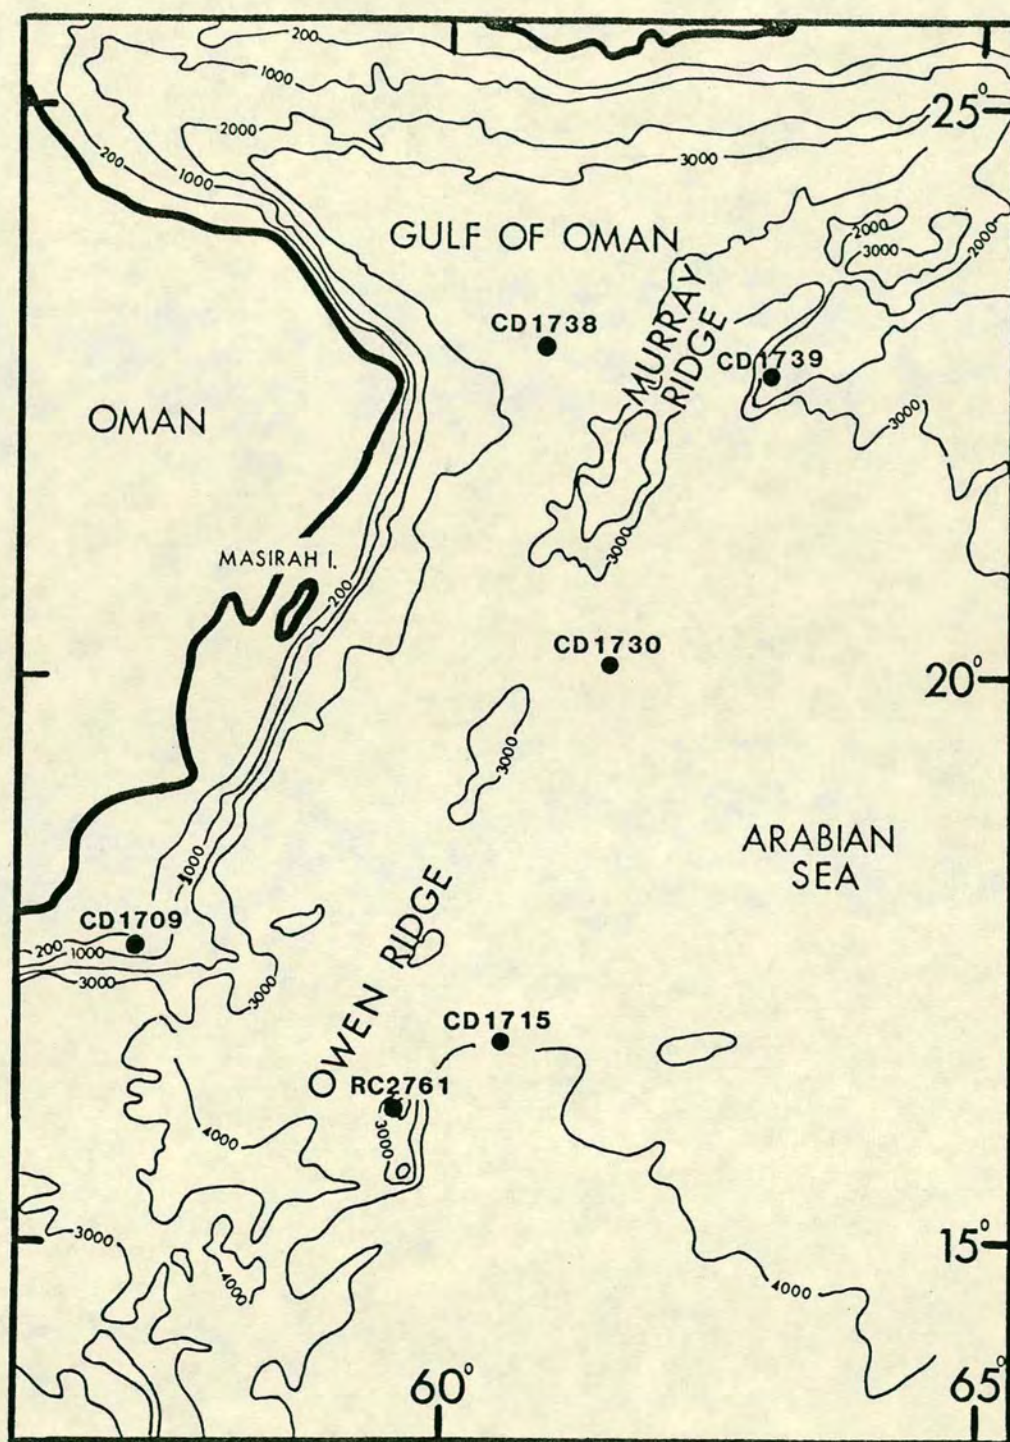 200
1000
25°
2000
3000
200
1000
GULF OF OMAN
2000
3000
2000
CD1738
MURRAY
RIDGE
CD1739
OMAN
3000
3000
MASIRAH I.
200
CD1730
20°
3000
ARABIAN
SEA
1000
CD1709
OWEN RIDGE
200
1000
3000
3000
CD1715
RC2761
4000
3000
3000
4000
15°
4000
60°
65°